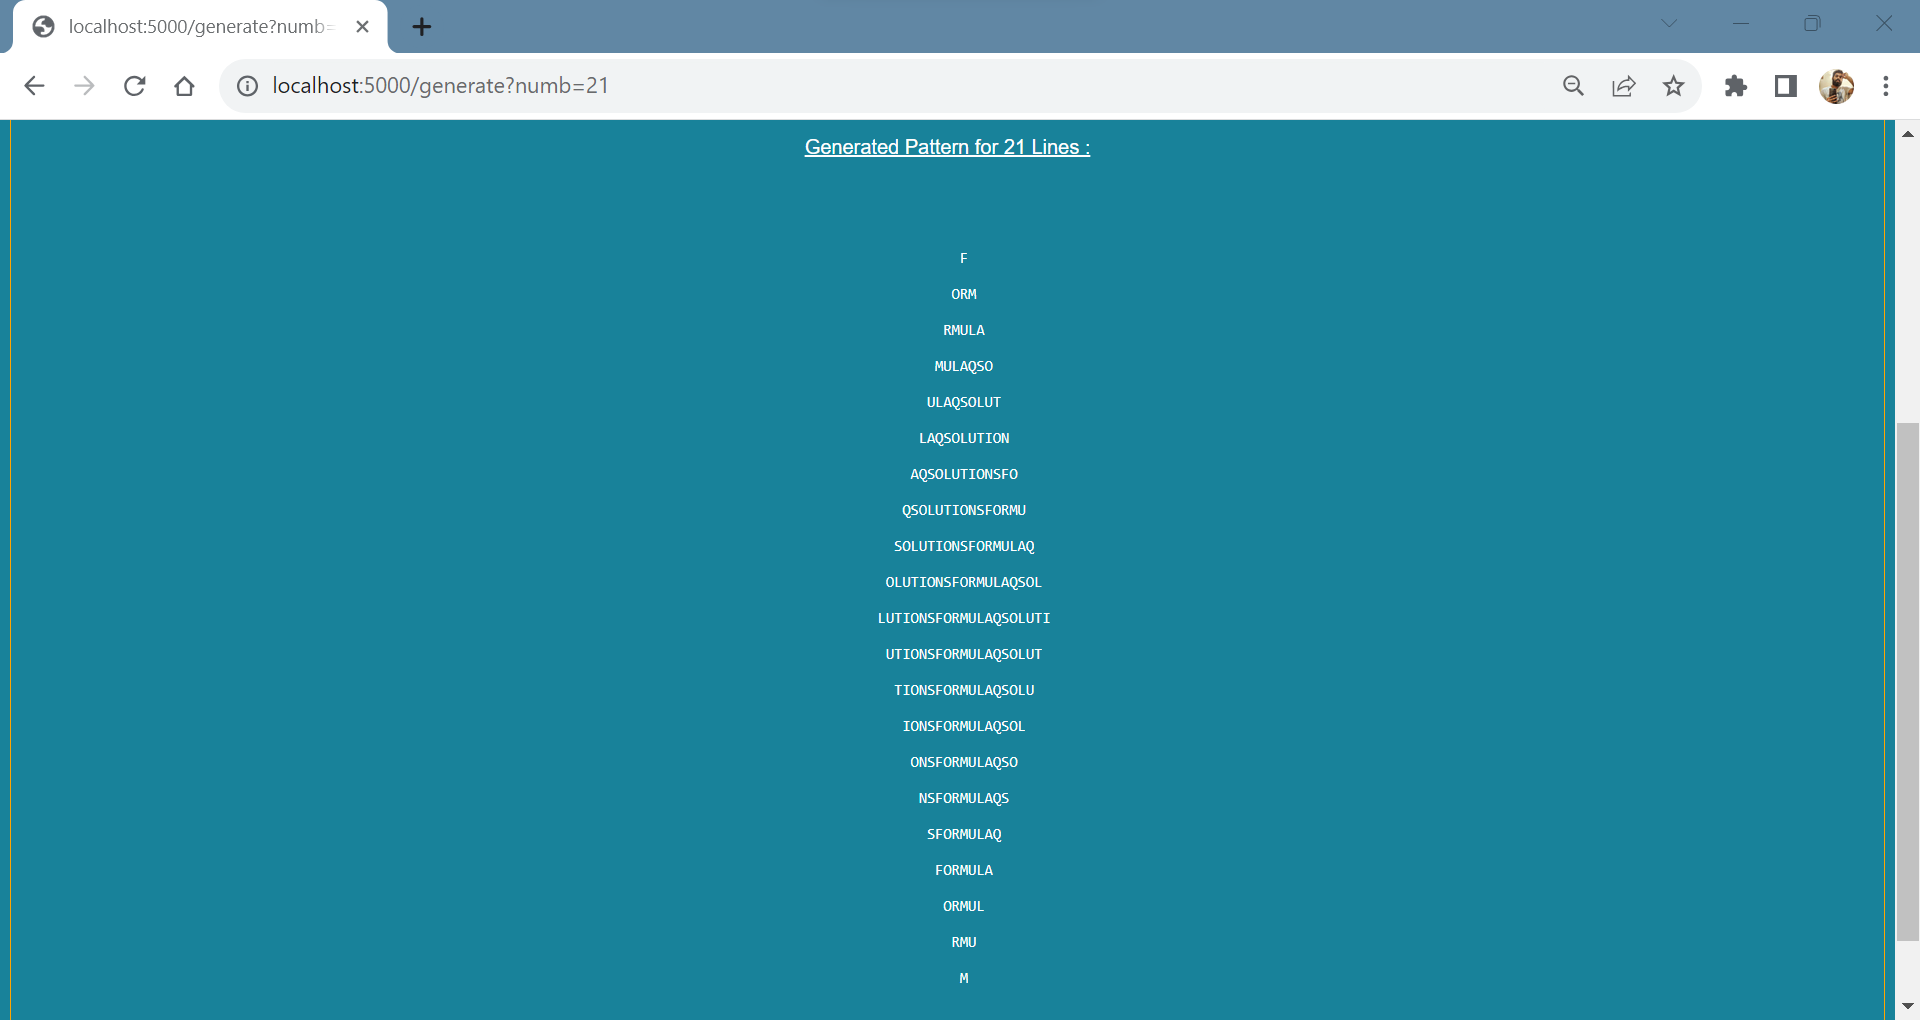 localhost:5000/generate?numb=
localhost:5000/generate?numb=21
Generated Pattern for 21 Lines :
F
ORM
RMULA
MULAQSO
ULAQSOLUT
LAQSOLUTION
AQSOLUTIONSFO
QSOLUTIONSFORMU
SOLUTIONSFORMULAQ
OLUTIONSFORMULAQSOL
LUTIONSFORMULAQSOLUTI
UTIONSFORMULAQSOLUT
TIONSFORMULAQSOLU
IONSFORMULAQSOL
ONSFORMULAQSO
NSFORMULAQS
SFORMULAQ
FORMULA
ORMUL
RMU
M